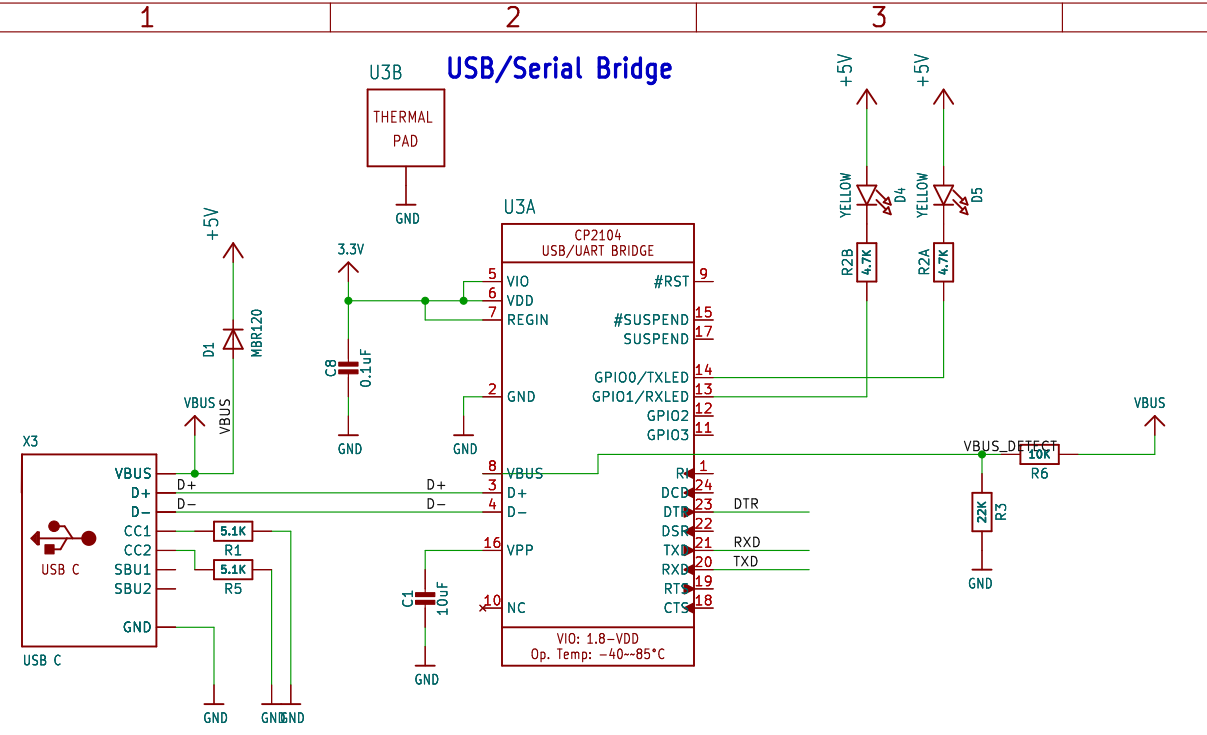 1 2 3
USB/Serial Bridge
U3B
THERMAL
PAD
GND
+5V
+5V
YELLOW
D4
YELLOW
D5
R2B
4.7K
R2A
4.7K
U3A
CP2104
USB/UART BRIDGE
5 VIO
6 VDD
7 REGIN
2 GND
8 VBUS
3 D+
4 D-
16 VPP
10 NC
#RST 9
#SUSPEND 15
SUSPEND 17
GPIO0/TXLED 14
GPIO1/RXLED 13
GPIO2 12
GPIO3 11
RI 1
DCD 24
DTR 23
DSR 22
TXD 21
RXD 20
RTS 19
CTS 18
VIO: 1.8-VDD
Op. Temp: -40~85°C
DTR
RXD
TXD
+5V
D1
MBR120
VBUS
VBUS
3.3V
C8
0.1uF
GND
GND
X3
VBUS
D+
D-
CC1
CC2
SBU1
SBU2
GND
USB C
USB C
D+
D-
D+
D-
5.1K
R1
5.1K
R5
GND
GND
GND
C1
10uF
GND
VBUS
VBUS_DETECT
10K
R6
22K
R3
GND